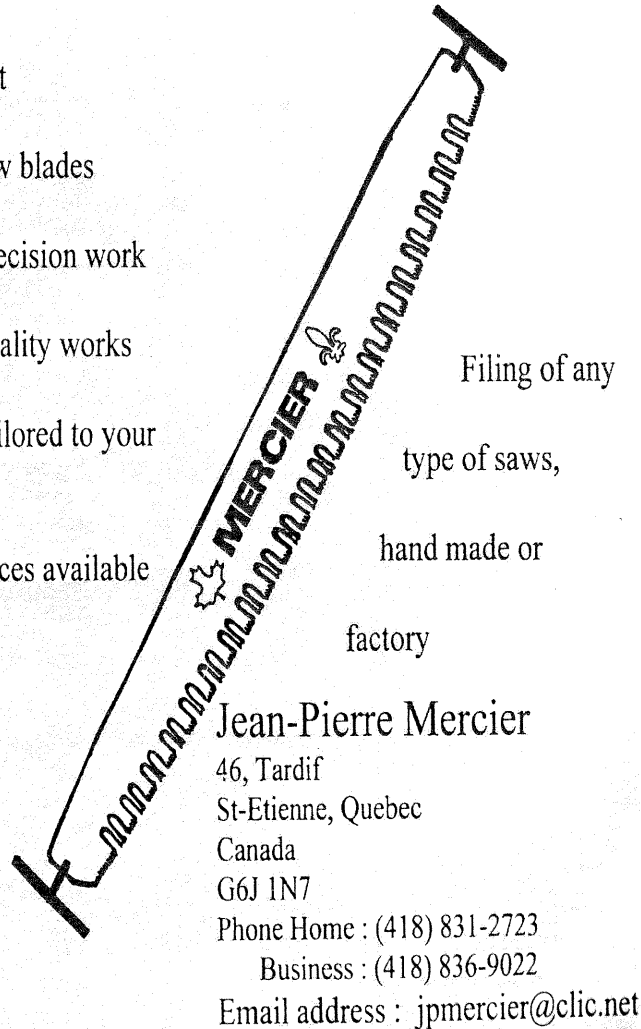 t
w blades
ecision work
ality works
ilored to your
ces available
MERCIER
Filing of any
type of saws,
hand made or
factory
Jean-Pierre Mercier
46, Tardif
St-Etienne, Quebec
Canada
G6J 1N7
Phone Home : (418) 831-2723
Business : (418) 836-9022
Email address : jpmercier@clic.net